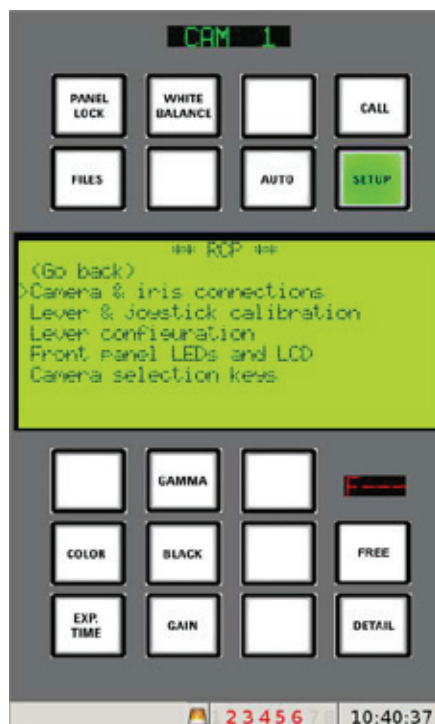 CAM 1
PANEL LOCK
WHITE BALANCE
CALL
FILES
AUTO
SETUP
** RCP **
(Go back)
>Camera & iris connections
Lever & Joystick calibration
Lever configuration
Front panel LEDs and LCD
Camera selection keys
GAMMA
F---
COLOR
BLACK
FREE
EXP. TIME
GAIN
DETAIL
1 2 3 4 5 6 7 8 10:40:37